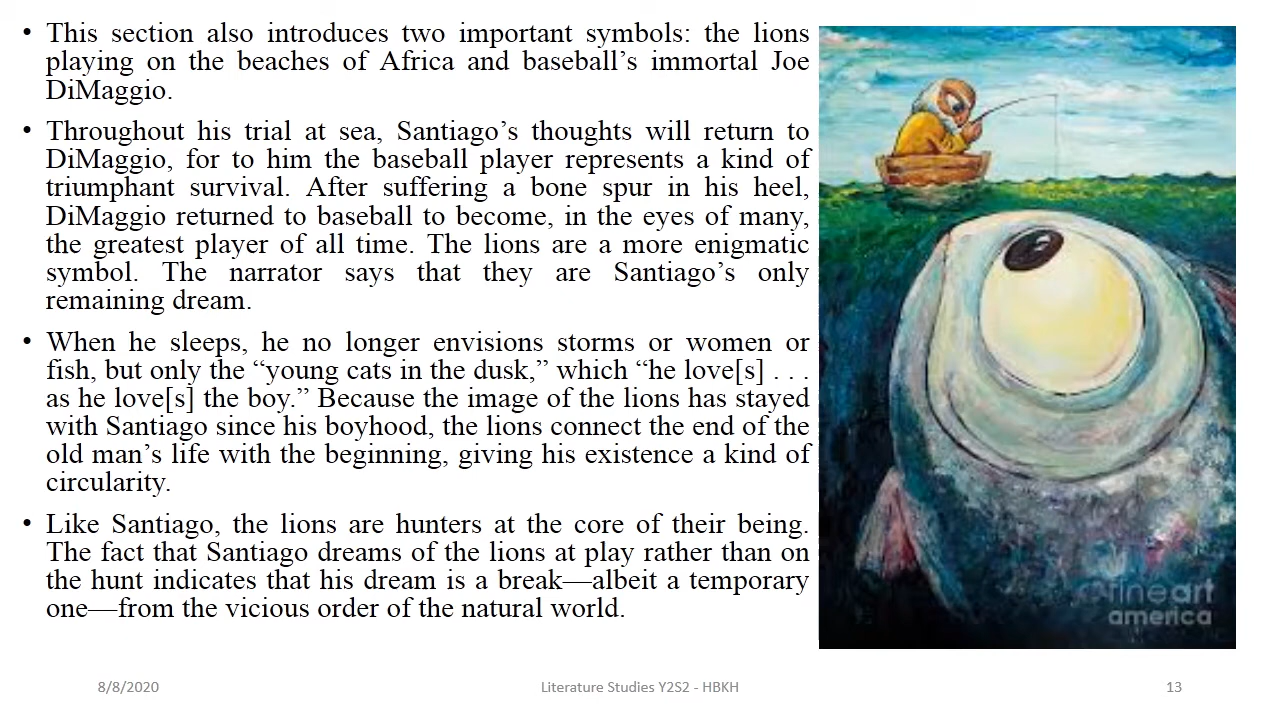 • This section also introduces two important symbols: the lions
playing on the beaches of Africa and baseball’s immortal Joe
DiMaggio.
• Throughout his trial at sea, Santiago’s thoughts will return to
DiMaggio, for to him the baseball player represents a kind of
triumphant survival. After suffering a bone spur in his heel,
DiMaggio returned to baseball to become, in the eyes of many,
the greatest player of all time. The lions are a more enigmatic
symbol. The narrator says that they are Santiago’s only
remaining dream.
• When he sleeps, he no longer envisions storms or women or
fish, but only the “young cats in the dusk,” which “he love[s] . . .
as he love[s] the boy.” Because the image of the lions has stayed
with Santiago since his boyhood, the lions connect the end of the
old man’s life with the beginning, giving his existence a kind of
circularity.
• Like Santiago, the lions are hunters at the core of their being.
The fact that Santiago dreams of the lions at play rather than on
the hunt indicates that his dream is a break—albeit a temporary
one—from the vicious order of the natural world.
fineart
america
8/8/2020
Literature Studies Y2S2 - HBKH
13